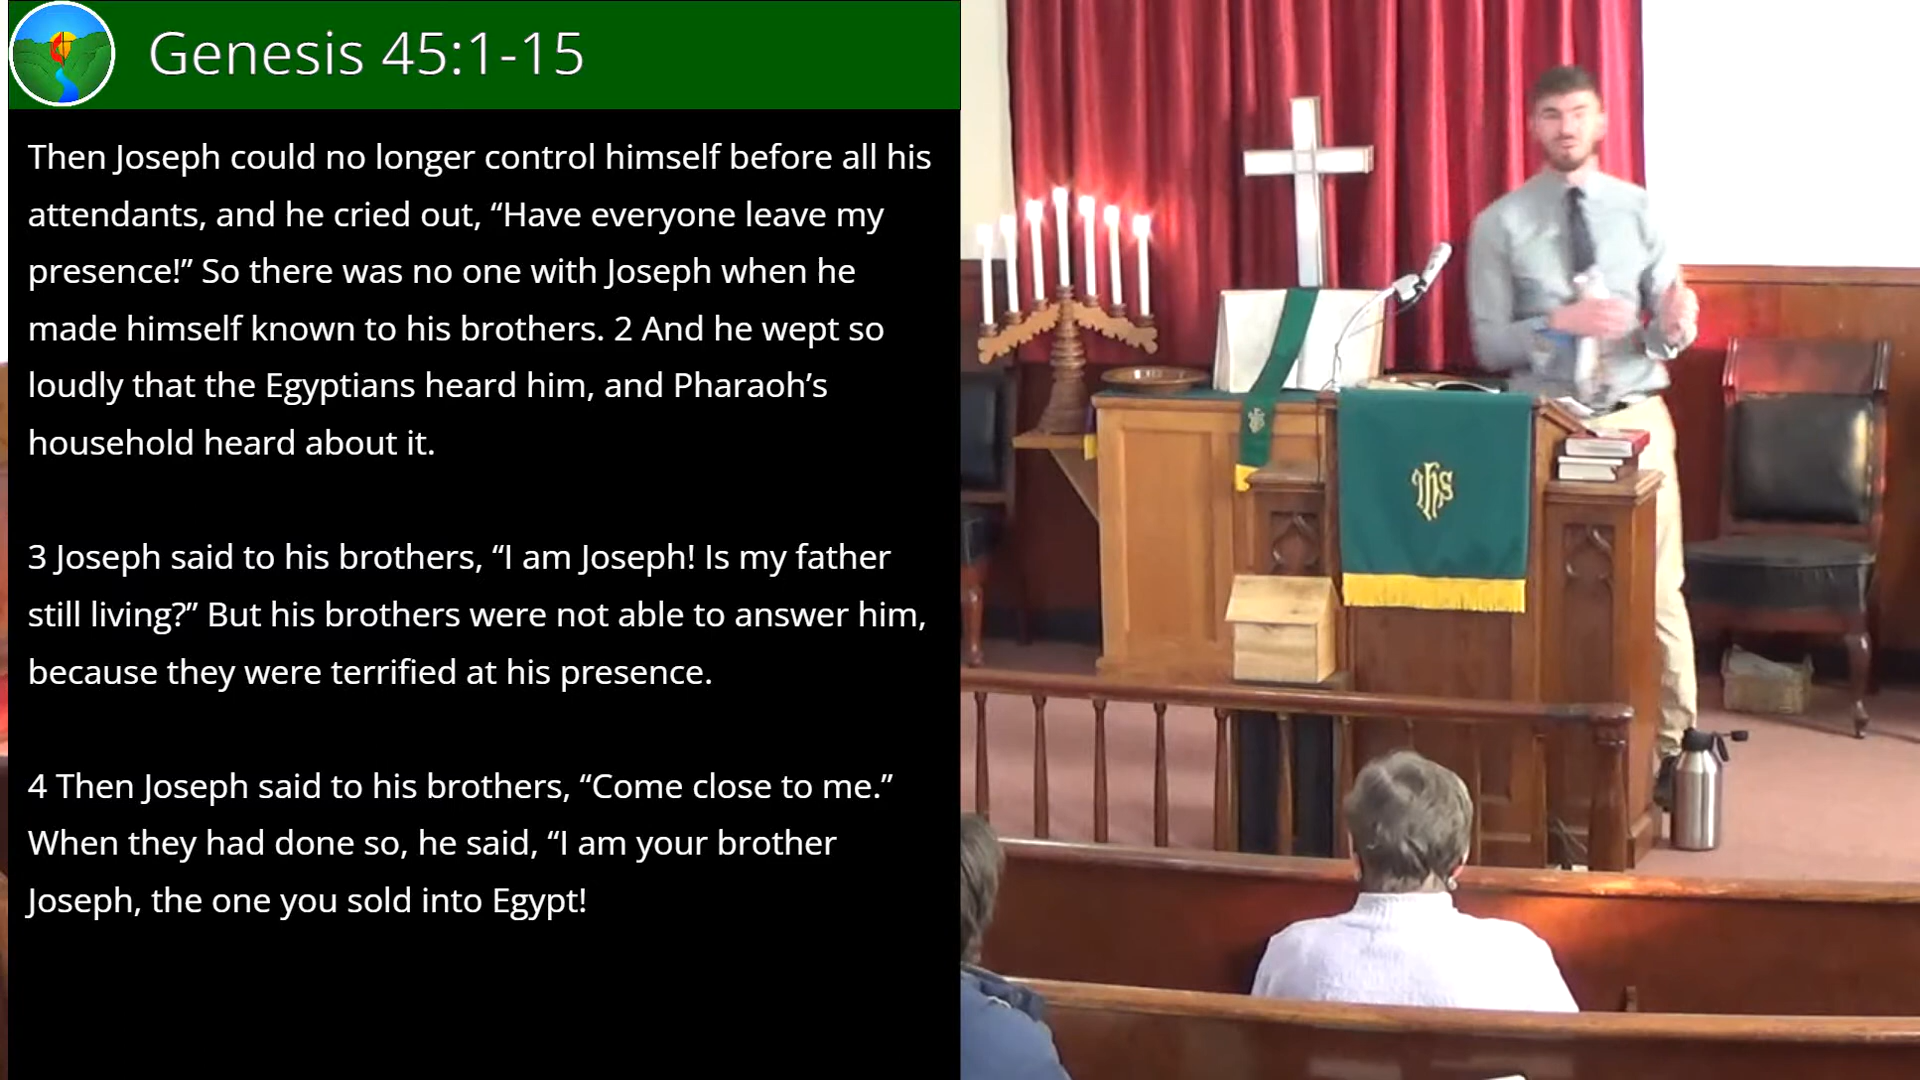 Genesis 45:1-15
Then Joseph could no longer control himself before all his
attendants, and he cried out, “Have everyone leave my
presence!” So there was no one with Joseph when he
made himself known to his brothers. 2 And he wept so
loudly that the Egyptians heard him, and Pharaoh’s
household heard about it.
3 Joseph said to his brothers, “I am Joseph! Is my father
still living?” But his brothers were not able to answer him,
because they were terrified at his presence.
4 Then Joseph said to his brothers, “Come close to me.”
When they had done so, he said, “I am your brother
Joseph, the one you sold into Egypt!
ihs